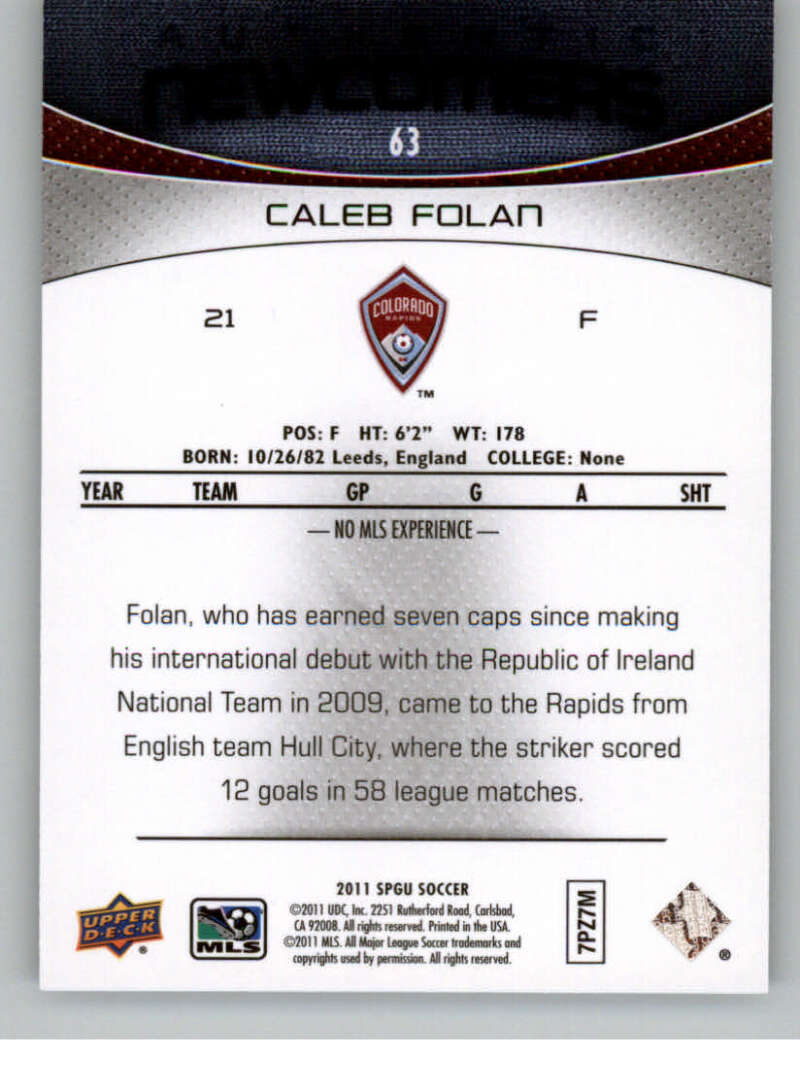 AUTHENTIC
NEWCOMERS
63
CALEB FOLAN
21
COLORADO
RAPIDS
TM
F
POS: F HT: 6'2" WT: 178
BORN: 10/26/82 Leeds, England COLLEGE: None
YEAR TEAM GP G A SHT
— NO MLS EXPERIENCE —
Folan, who has earned seven caps since making
his international debut with the Republic of Ireland
National Team in 2009, came to the Rapids from
English team Hull City, where the striker scored
12 goals in 58 league matches.
UPPER
D·E·C·K
®
MLS
2011 SPGU SOCCER
©2011 UDC, Inc. 2251 Rutherford Road, Carlsbad,
CA 92008. All rights reserved. Printed in the USA.
©2011 MLS. All Major League Soccer trademarks and
copyrights used by permission. All rights reserved.
7PZ7M
®